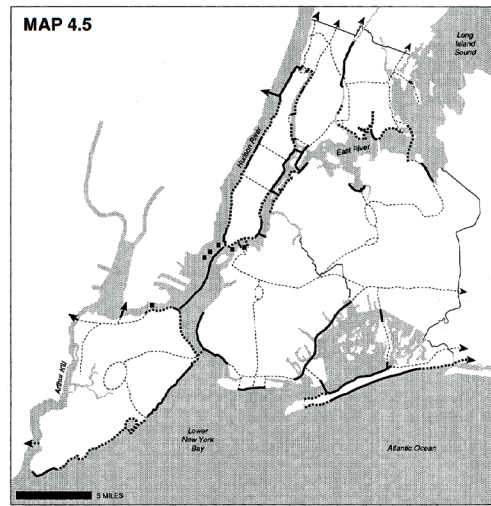 MAP 4.5
Long
Island
Sound
Hudson River
East River
Arthur Kill
Lower
New York
Bay
Atlantic Ocean
5 MILES